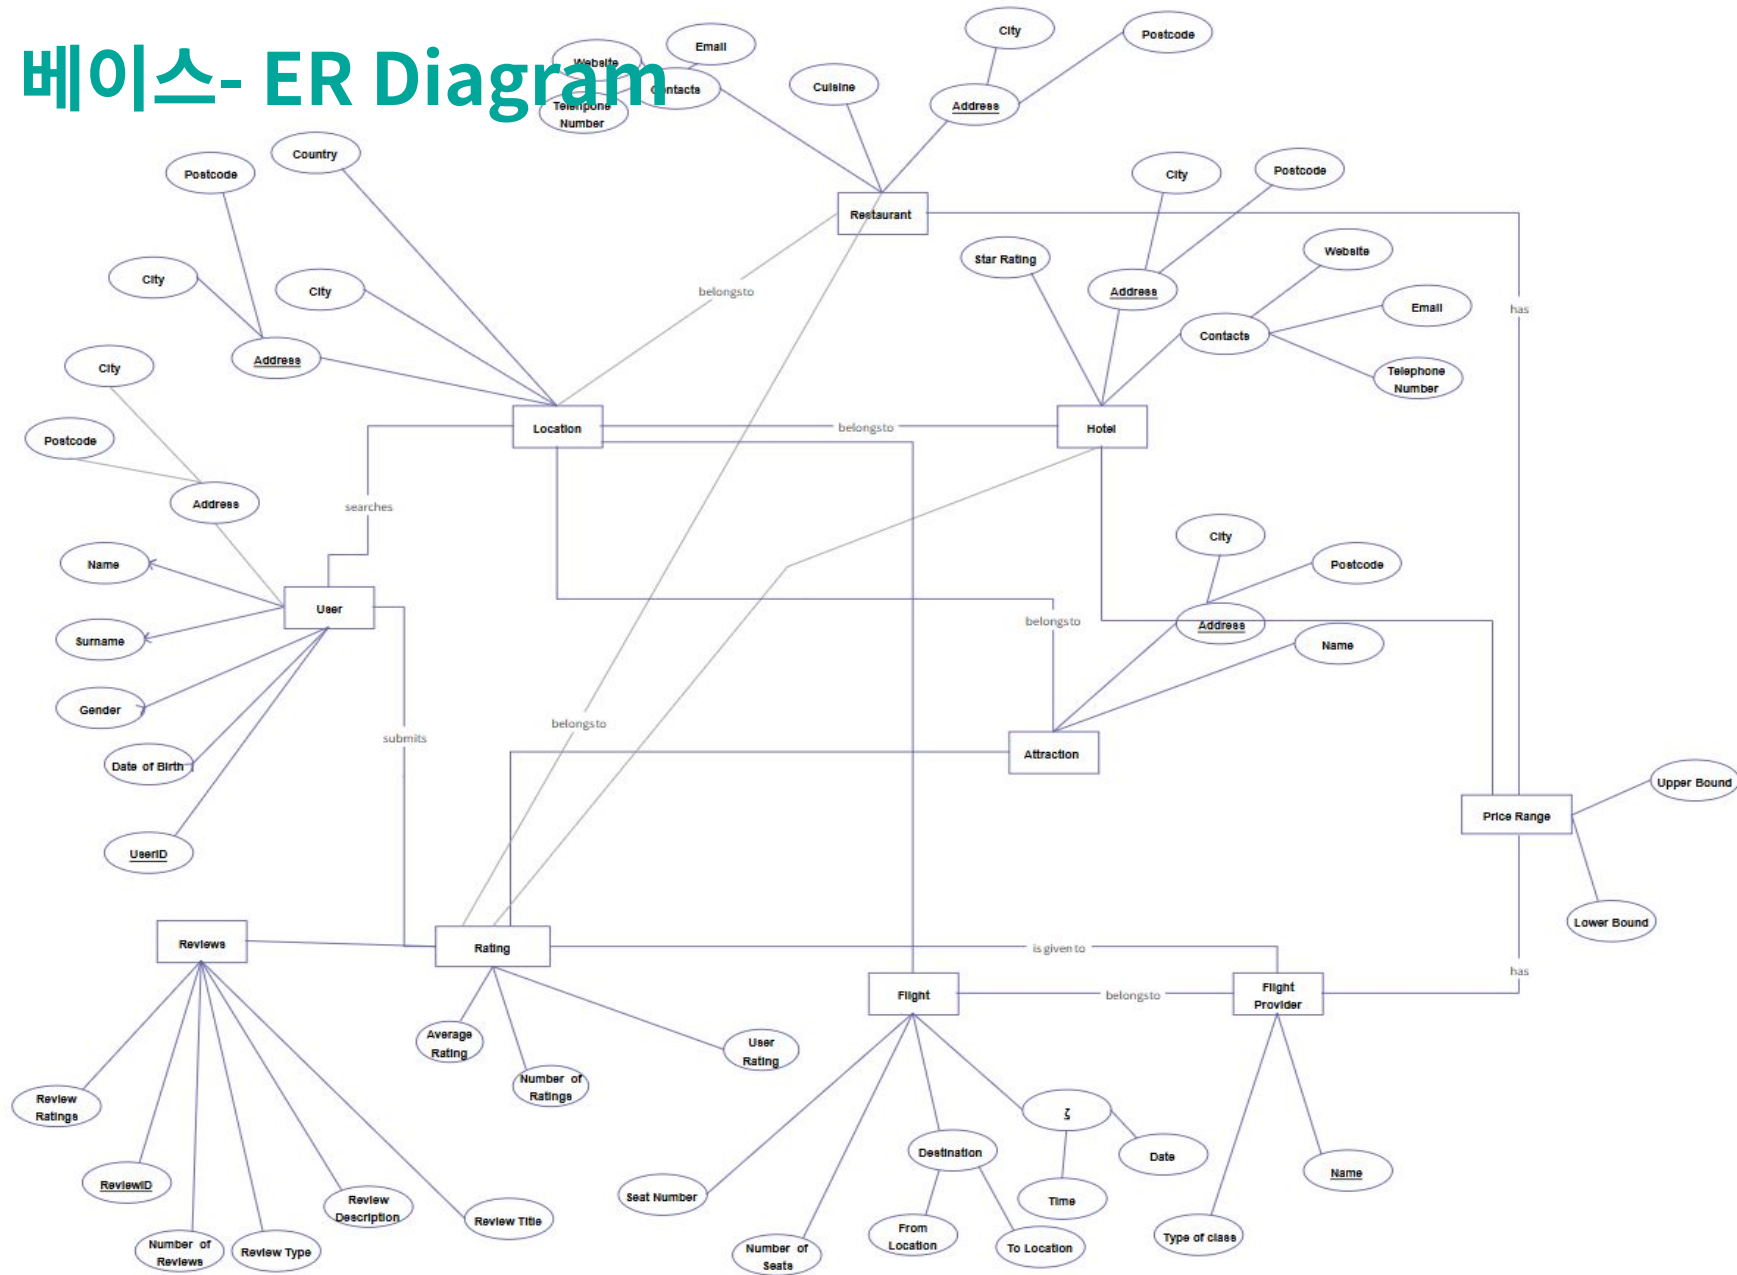 베이스- ER Diagram
Website
Email
Contacts
Telehpone
Number
Cuisine
City
Postcode
Address
Restaurant
Country
Postcode
City
City
Address
City
Postcode
Star Rating
Address
Website
Email
Contacts
Telephone
Number
belongsto
has
City
Postcode
Address
Location
belongsto
Hotel
searches
Name
User
Surname
Gender
Date of Birth
UserID
submits
City
Postcode
Address
Name
belongsto
belongsto
Attraction
Price Range
Upper Bound
Lower Bound
Reviews
Rating
is given to
has
Flight
belongsto
Flight
Provider
Average
Rating
Number of
Ratings
User
Rating
Review
Ratings
ReviewID
Number of
Reviews
Review Type
Review
Description
Review Title
Seat Number
Number of
Seats
Destination
From
Location
To Location
ζ
Time
Date
Type of class
Name